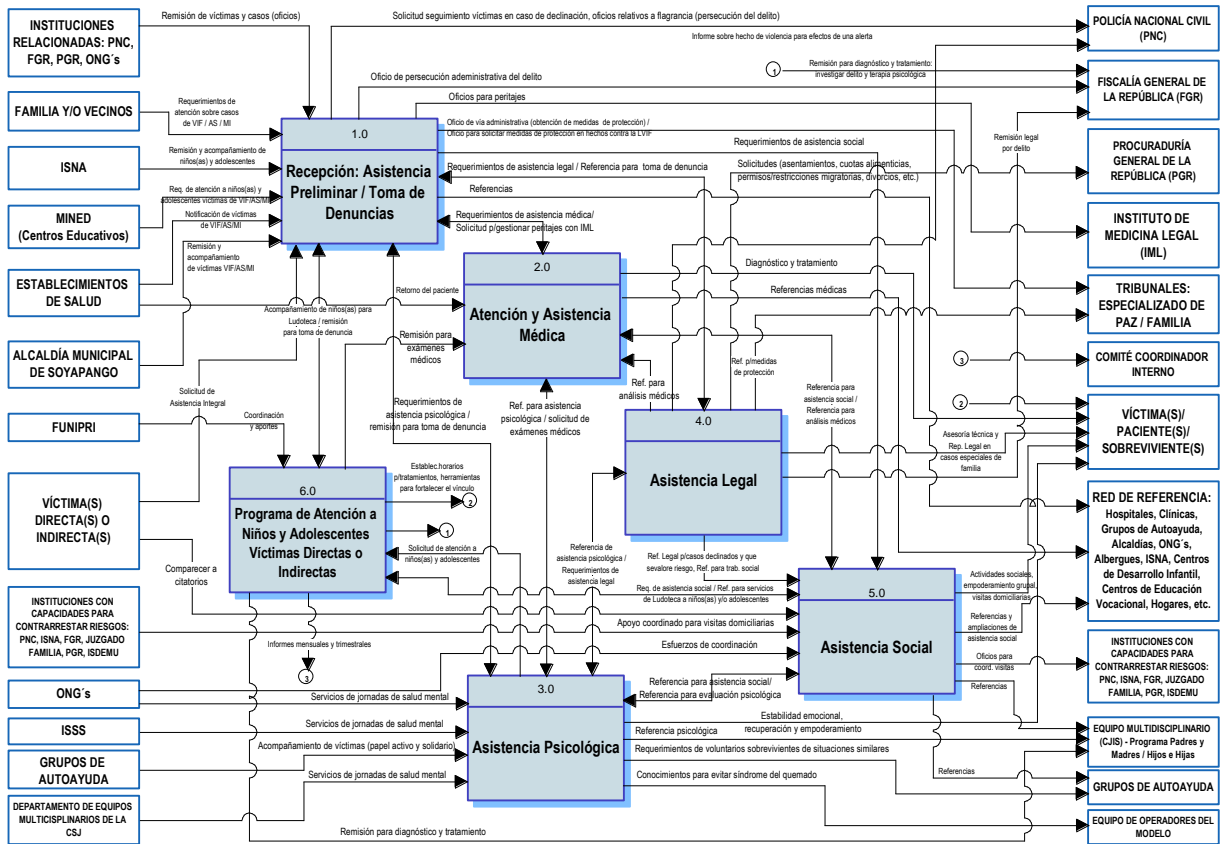 INSTITUCIONES
RELACIONADAS: PNC,
FGR, PGR, ONG´s
FAMILIA Y/O VECINOS
ISNA
MINED
(Centros Educativos)
ESTABLECIMIENTOS
DE SALUD
ALCALDÍA MUNICIPAL
DE SOYAPANGO
FUNIPRI
VÍCTIMA(S)
DIRECTA(S) O
INDIRECTA(S)
INSTITUCIONES CON
CAPACIDADES PARA
CONTRARRESTAR RIESGOS:
PNC, ISNA, FGR, JUZGADO
FAMILIA, PGR, ISDEMU
ONG´s
ISSS
GRUPOS DE
AUTOAYUDA
DEPARTAMENTO DE EQUIPOS
MULTICISPLINARIOS DE LA
CSJ
Remisión de víctimas y casos (oficios)
Requerimientos de
atención sobre casos
de VIF / AS / MI
Remisión y acompañamiento de
niños(as) y adolescentes
Req. de atención a niños(as) y
adolescentes víctimas de VIF/AS/MI
Notificación de víctimas
de VIF/AS/MI
Remisión y
acompañamiento
de víctimas VIF/AS/MI
Solicitud seguimiento víctimas en caso de declinación, oficios relativos a flagrancia (persecución del delito)
Informe sobre hecho de violencia para efectos de una alerta
1
Remisión para diagnóstico y tratamiento:
investigar delito y terapia psicológica
Oficio de persecución adeministrativa del delito
Oficios para peritajes
Oficio de vía administrativa (obtención de medidas de protección) /
Oficio para solicitar medidas de protección en hechos contra la LVIF
Requerimientos de asistencia social
Remisión legal
por delito
1.0
Recepción: Asistencia
Preliminar / Toma de
Denuncias
Requerimientos de asistencia legal / Referencia para toma de denuncia
Solicitudes (asentamientos, cuotas alimenticias,
permisos/restricciones migratorias, divorcios, etc.)
Referencias
Requerimientos de asistencia médica/
Solicitud p/gestionar peritajes con IML
2.0
Atención y Asistencia
Médica
Diagnóstico y tratamiento
Referencias médicas
Retorno del paciente
Acompañamiento de niños(as) para
Ludoteca / remisión
para toma de denuncia
Remisión para
exámenes
médicos
Ref. p/medidas
de protección
Ref. para
análisis médicos
Referencia para
asistencia social /
Referencia para
análisis médicos
Solicitud de
Asistencia Integral
Coordinación
y aportes
Requerimientos de
asistencia psicológica /
remisión para toma de denuncia
Ref. para asistencia
psicológica / solicitud de
exámenes médicos
4.0
Asistencia Legal
Asesoría técnica y
Rep. Legal en
casos especiales de
familia
6.0
Programa de Atención a
Niños y Adolescentes
Víctimas Directas o
Indirectas
Establec.horarios
p/tratamientos, herramientas
para fortalecer el vínculo
2
1
Solicitud de atención a
niños(as) y adolescentes
Referencia de
asistencia psicológica /
Requerimientos de
asistencia legal
Ref. Legal p/casos declinados y que
sevalore riesgo, Ref. para trab. social
Comparecer a
citatorios
Req. de asistencia social / Ref. para servicios
de Ludoteca a niños(as) y/o adolescentes
Actividades sociales,
empoderamiento grupal,
visitas domiciliarias
5.0
Asistencia Social
Apoyo coordinado para visitas domiciliarias
Referencias y
ampliaciones de
asistencia social
Informes mensuales y trimestrales
3
Esfuerzos de coordinación
Oficios para
coord. visitas
Referencias
3.0
Asistencia Psicológica
Referencia para asistencia social/
Referencia para evaluación psicológica
Servicios de jornadas de salud mental
Servicios de jornadas de salud mental
Acompañamiento de víctimas (papel activo y solidario)
Servicios de jornadas de salud mental
Estabilidad emocional,
recuperación y empoderamiento
Referencia psicológica
Requerimientos de voluntarios sobrevivientes de situaciones similares
Conocimientos para evitar síndrome del quemado
Referencias
Remisión para diagnóstico y tratamiento
POLICÍA NACIONAL CIVIL
(PNC)
FISCALÍA GENERAL DE
LA REPÚBLICA (FGR)
PROCURADURÍA
GENERAL DE LA
REPÚBLICA (PGR)
INSTITUTO DE
MEDICINA LEGAL
(IML)
TRIBUNALES:
ESPECIALIZADO DE
PAZ / FAMILIA
3
COMITÉ COORDINADOR
INTERNO
2
VÍCTIMA(S)/
PACIENTE(S)/
SOBREVIVIENTE(S)
RED DE REFERENCIA:
Hospitales, Clínicas,
Grupos de Autoayuda,
Alcaldías, ONG´s,
Albergues, ISNA, Centros
de Desarrollo Infantil,
Centros de Educación
Vocacional, Hogares, etc.
INSTITUCIONES CON
CAPACIDADES PARA
CONTRARRESTAR RIESGOS:
PNC, ISNA, FGR, JUZGADO
FAMILIA, PGR, ISDEMU
EQUIPO MULTIDISCIPLINARIO
(CJIS) - Programa Padres y
Madres / Hijos e Hijas
GRUPOS DE AUTOAYUDA
EQUIPO DE OPERADORES DEL
MODELO